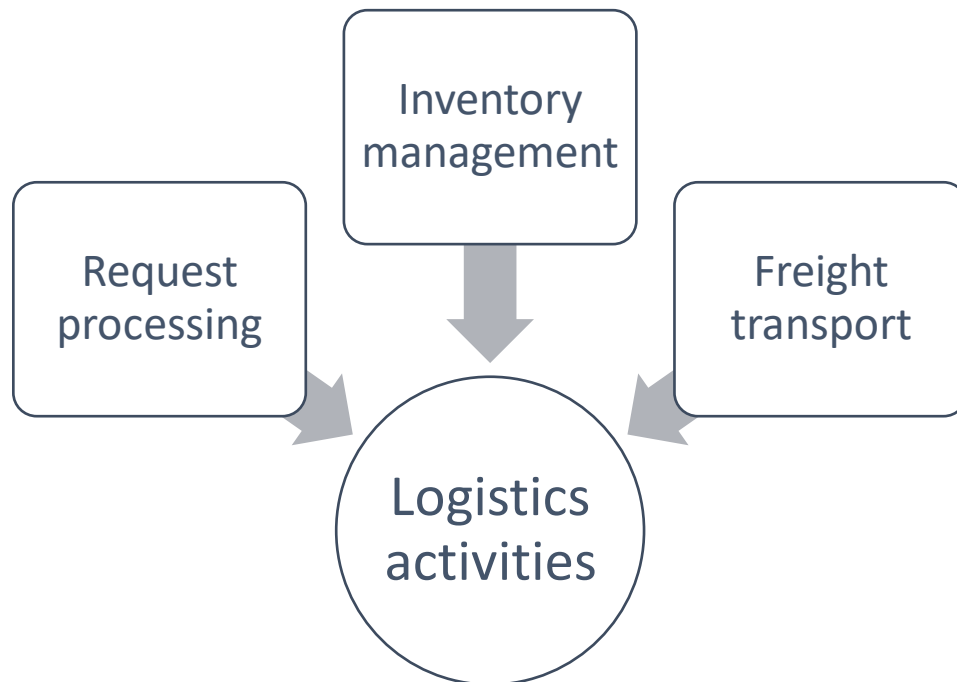 Inventory
management
Request
processing
Freight
transport
Logistics
activities